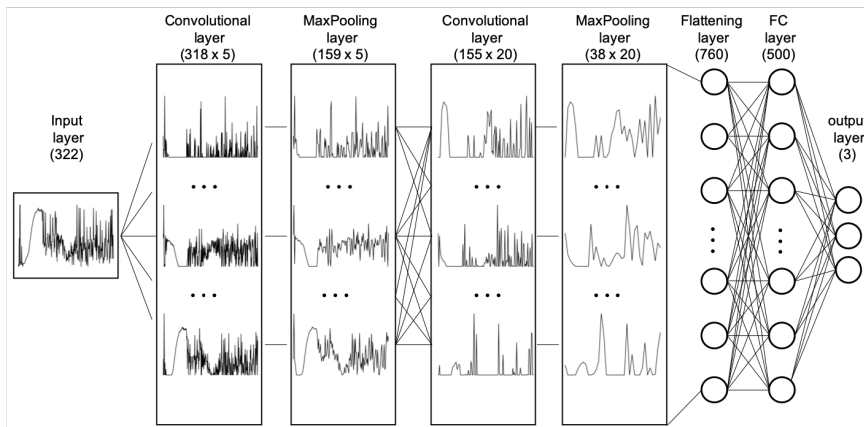 Convolutional
layer
(318 x 5)
MaxPooling
layer
(159 x 5)
Convolutional
layer
(155 x 20)
MaxPooling
layer
(38 x 20)
Flattening
layer
(760)
FC
layer
(500)
Input
layer
(322)
output
layer
(3)